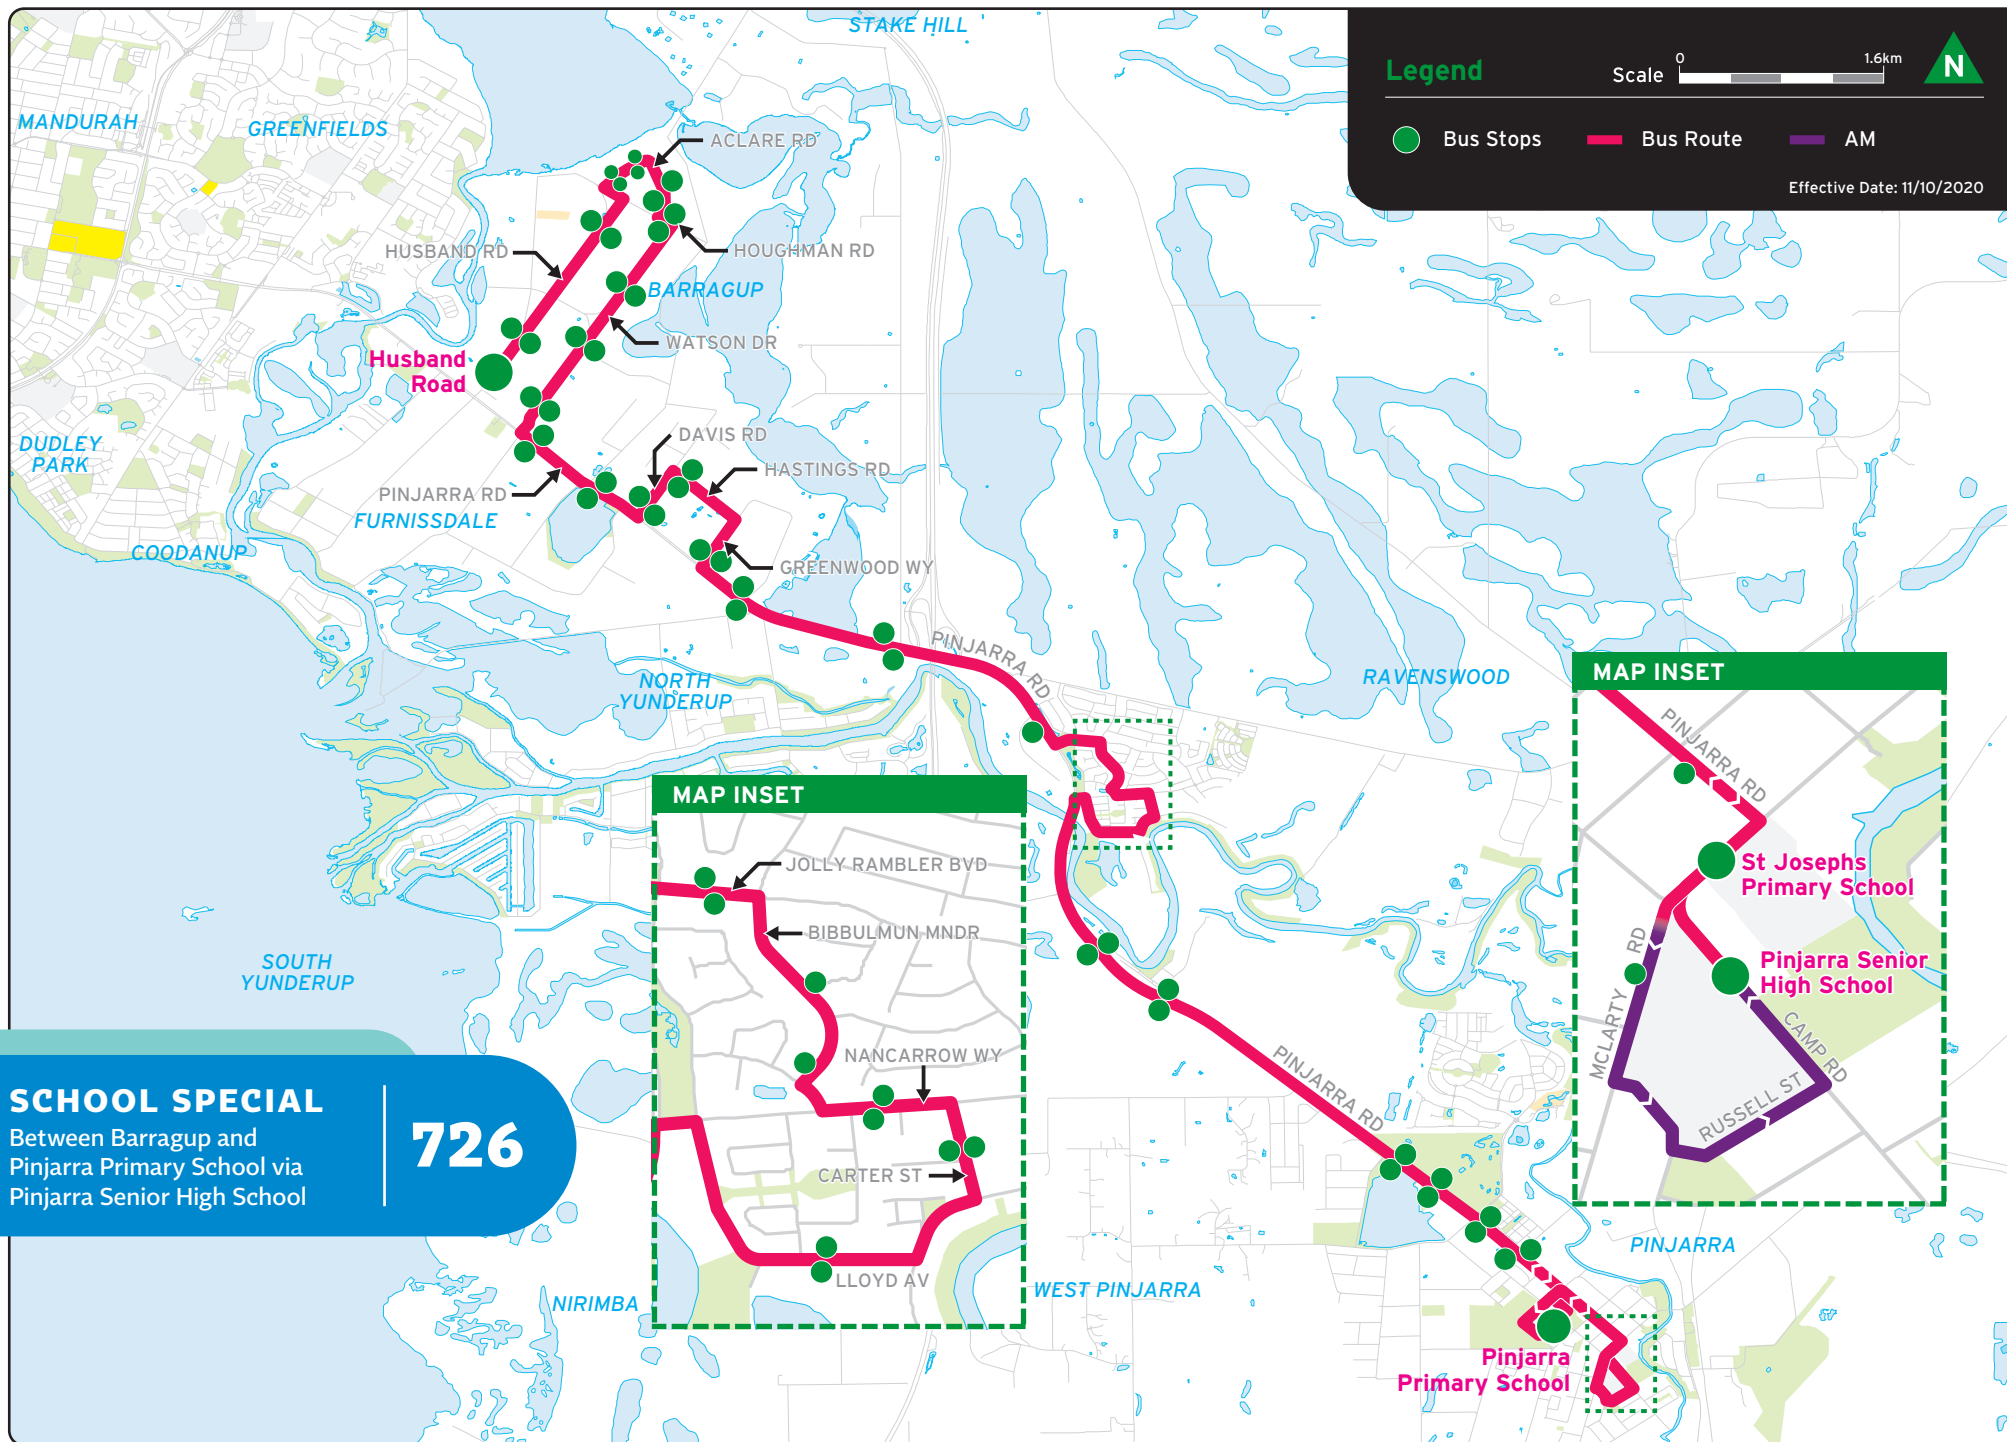 STAKE HILL
Legend
Scale
0
1.6km
N
Bus Stops
Bus Route
AM
Effective Date: 11/10/2020
MANDURAH
GREENFIELDS
ACLARE RD
HUSBAND RD
HOUGHMAN RD
BARRAGUP
WATSON DR
Husband
Road
DUDLEY
PARK
DAVIS RD
HASTINGS RD
PINJARRA RD
FURNISSDALE
COODANUP
GREENWOOD WY
PINJARRA RD
NORTH
YUNDERUP
RAVENSWOOD
MAP INSET
PINJARRA RD
St Josephs
Primary School
Pinjarra Senior
High School
MCLARTY RD
CAMP RD
RUSSELL ST
MAP INSET
JOLLY RAMBLER BVD
BIBBULMUN MNDR
NANCARROW WY
CARTER ST
LLOYD AV
SOUTH
YUNDERUP
PINJARRA RD
SCHOOL SPECIAL
Between Barragup and
Pinjarra Primary School via
Pinjarra Senior High School
726
PINJARRA
NIRIMBA
WEST PINJARRA
Pinjarra
Primary School